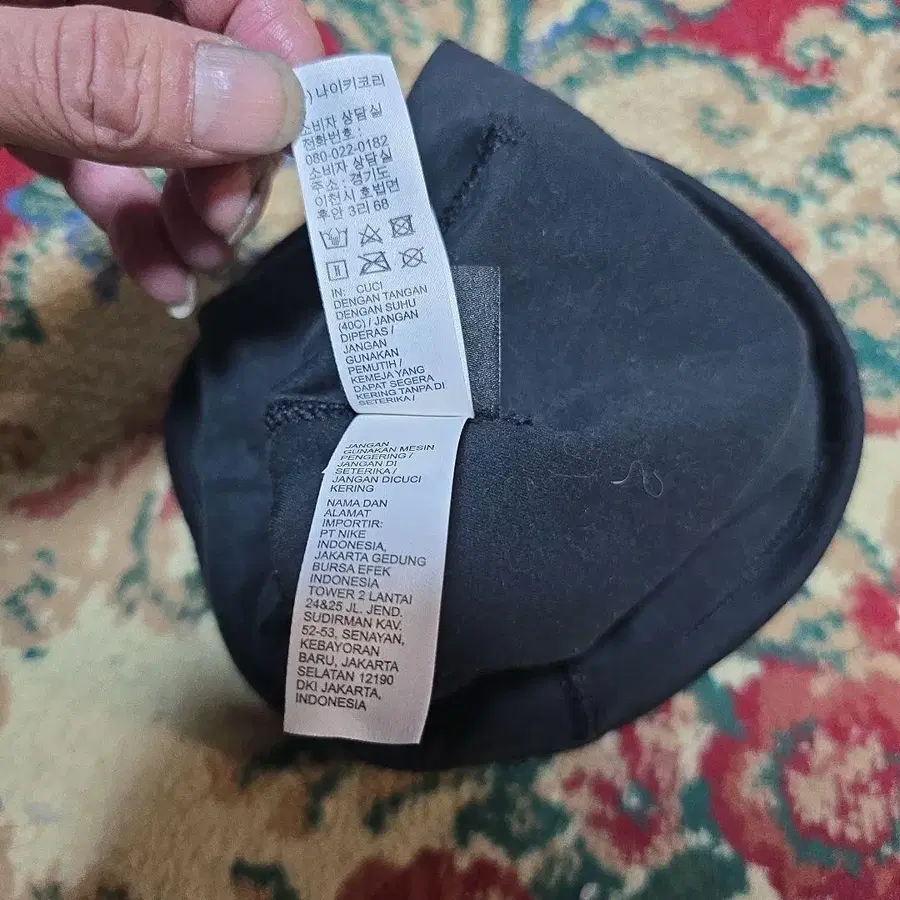 ) 나이키코리
소비자 상담실
전화번호 :
080-022-0182
소비자 상담실
주소 : 경기도
이천시 호법면
후안 3리 68
IN: CUCI
DENGAN TANGAN
DENGAN SUHU
(40C) / JANGAN
DIPERAS /
JANGAN
GUNAKAN
PEMUTIH /
KEMEJA YANG
DAPAT SEGERA
KERING TANPA DI
SETERIKA /
JANGAN
GUNAKAN MESIN
PENGERING /
JANGAN DI
SETERIKA /
JANGAN DICUCI
KERING
NAMA DAN
ALAMAT
IMPORTIR:
PT NIKE
INDONESIA,
JAKARTA GEDUNG
BURSA EFEK
INDONESIA
TOWER 2 LANTAI
24&25 JL. JEND.
SUDIRMAN KAV.
52-53, SENAYAN,
KEBAYORAN
BARU, JAKARTA
SELATAN 12190
DKI JAKARTA,
INDONESIA